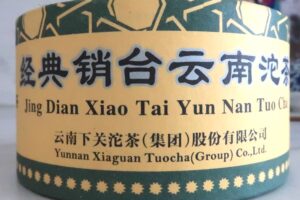 经典销台云南沱茶
Jing Dian Xiao Tai Yun Nan Tuo Cha
云南下关沱茶(集团)股份有限公司
Yunnan Xiaguan Tuocha(Group) Co.,Ltd.